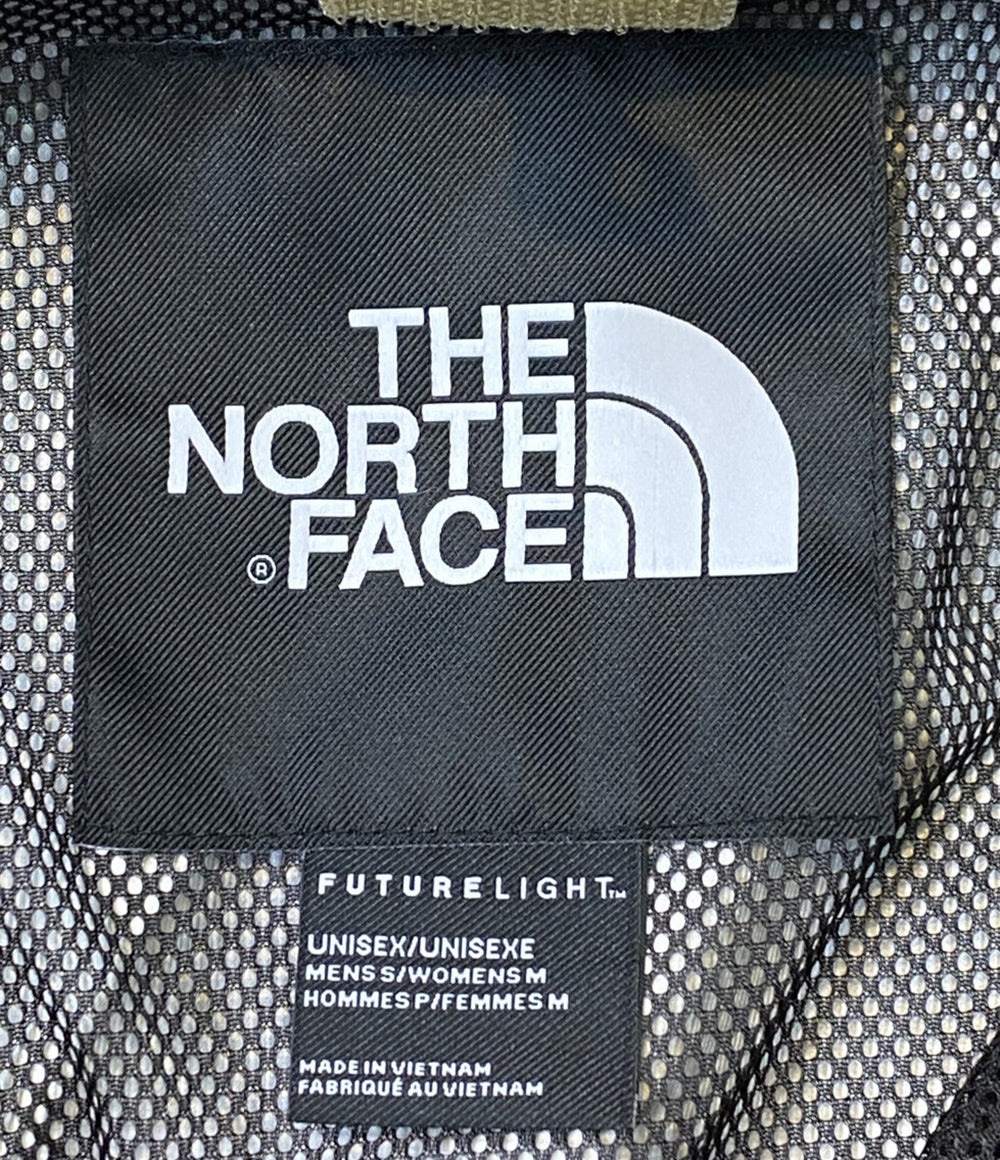 THE
NORTH
FACE
®
FUTURELIGHT™
UNISEX/UNISEXE
MENS S/WOMENS M
HOMMES P/FEMMES M
MADE IN VIETNAM
FABRIQUÉ AU VIETNAM